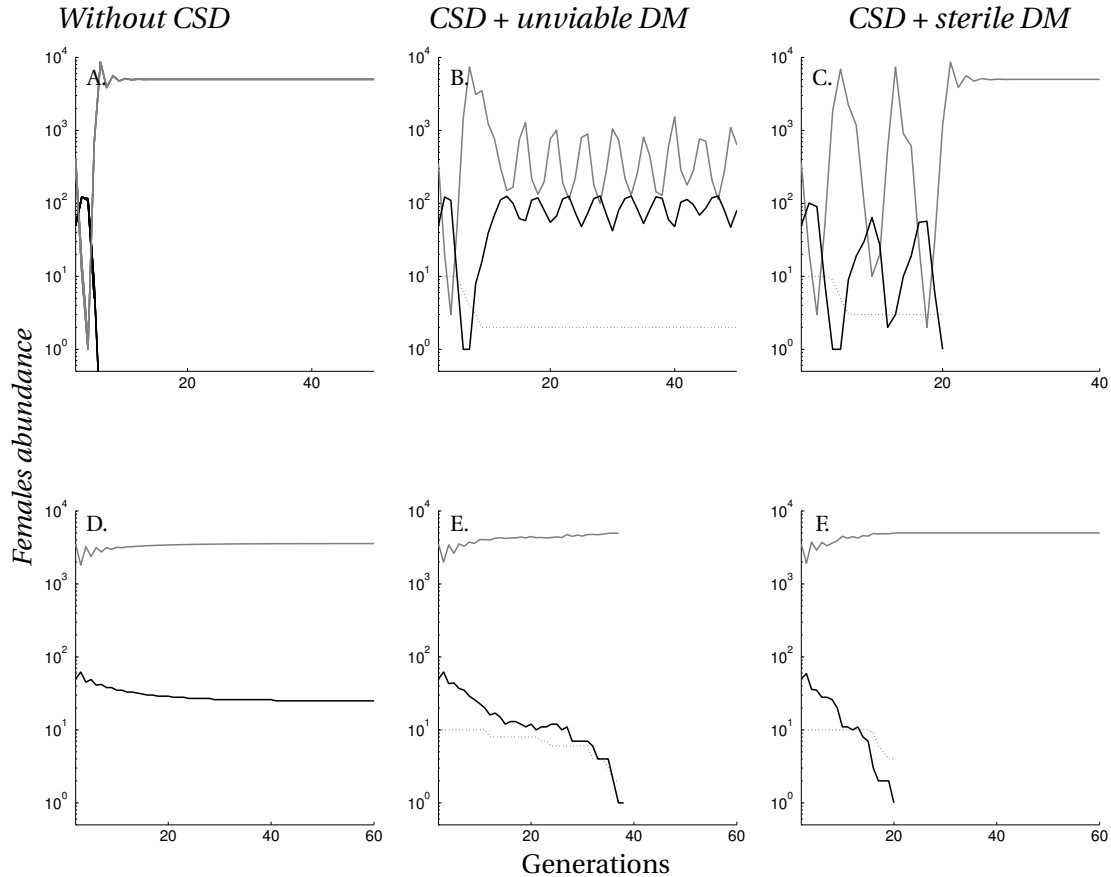 Without CSD CSD + unviable DM CSD + sterile DM
A. B. C.
10^4 10^4 10^4
10^3 10^3 10^3
10^2 10^2 10^2
10^1 10^1 10^1
10^0 10^0 10^0
20 40 20 40 20 40
Females abundance
D. E. F.
10^4 10^4 10^4
10^3 10^3 10^3
10^2 10^2 10^2
10^1 10^1 10^1
10^0 10^0 10^0
20 40 60 20 40 60 20 40 60
Generations